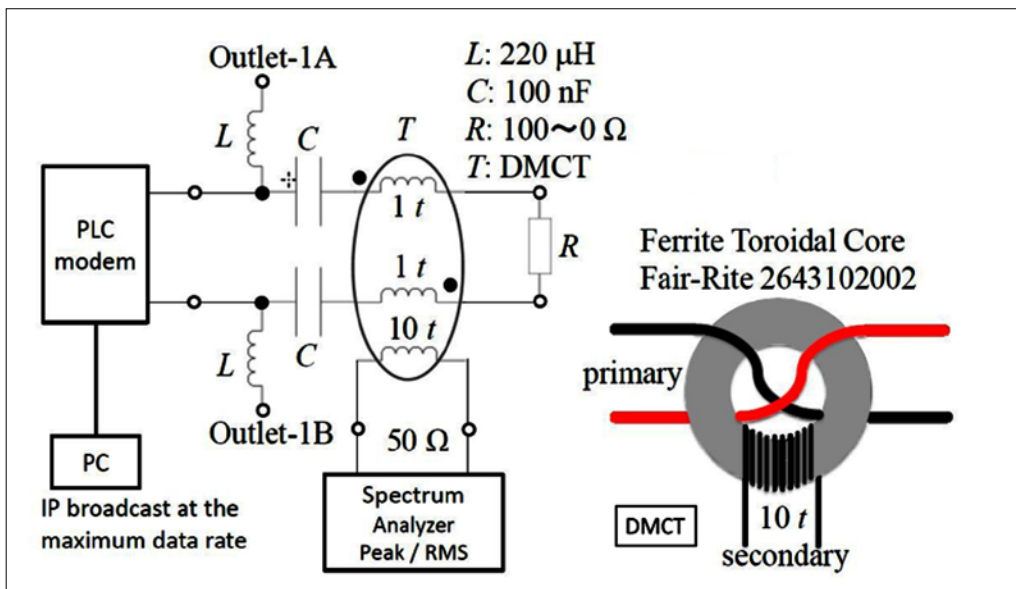 Outlet-1A
L: 220 μH
C: 100 nF
R: 100～0 Ω
T: DMCT
L
C
T
1 t
PLC
modem
R
1 t
10 t
L
C
Outlet-1B
50 Ω
PC
IP broadcast at the
maximum data rate
Spectrum
Analyzer
Peak / RMS
Ferrite Toroidal Core
Fair-Rite 2643102002
primary
10 t
DMCT
secondary